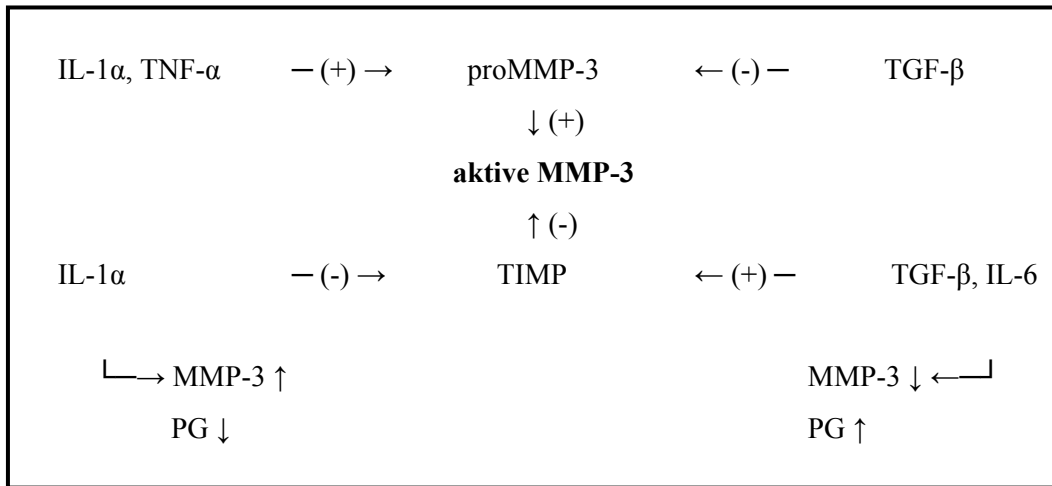 IL-1α, TNF-α ─ (+) → proMMP-3 ← (-) ─ TGF-β
↓ (+)
aktive MMP-3
↑ (-)
IL-1α ─ (-) → TIMP ← (+) ─ TGF-β, IL-6
└─→ MMP-3 ↑ MMP-3 ↓ ←─┘
PG ↓ PG ↑